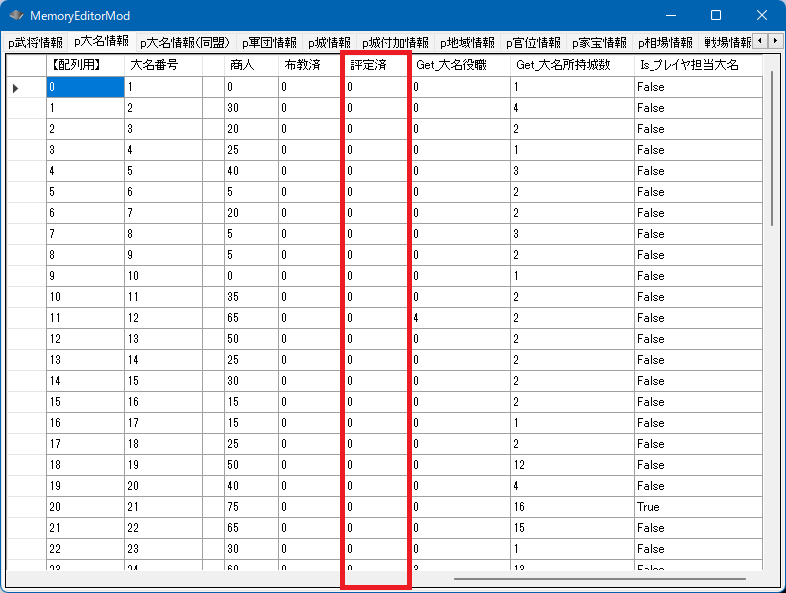 MemoryEditorMod
p武将情報 p大名情報 p大名情報(同盟) p軍団情報 p城情報 p城付加情報 p地域情報 p官位情報 p家宝情報 p相場情報 戦場情報
【配列用】 大名番号 商人 布教済 評定済 Get_大名役職 Get_大名所持城数 Is_プレイヤ担当大名
0 1 0 0 0 0 1 False
1 2 30 0 0 0 4 False
2 3 20 0 0 0 2 False
3 4 25 0 0 0 1 False
4 5 40 0 0 0 3 False
5 6 5 0 0 0 2 False
6 7 20 0 0 0 2 False
7 8 5 0 0 0 3 False
8 9 5 0 0 0 2 False
9 10 0 0 0 0 1 False
10 11 35 0 0 0 2 False
11 12 65 0 0 4 2 False
12 13 50 0 0 0 2 False
13 14 25 0 0 0 2 False
14 15 30 0 0 0 2 False
15 16 15 0 0 0 2 False
16 17 15 0 0 0 1 False
17 18 25 0 0 0 2 False
18 19 50 0 0 0 12 False
19 20 40 0 0 0 4 False
20 21 75 0 0 0 16 True
21 22 65 0 0 0 15 False
22 23 30 0 0 0 1 False
23 24 60 0 0 3 13 False